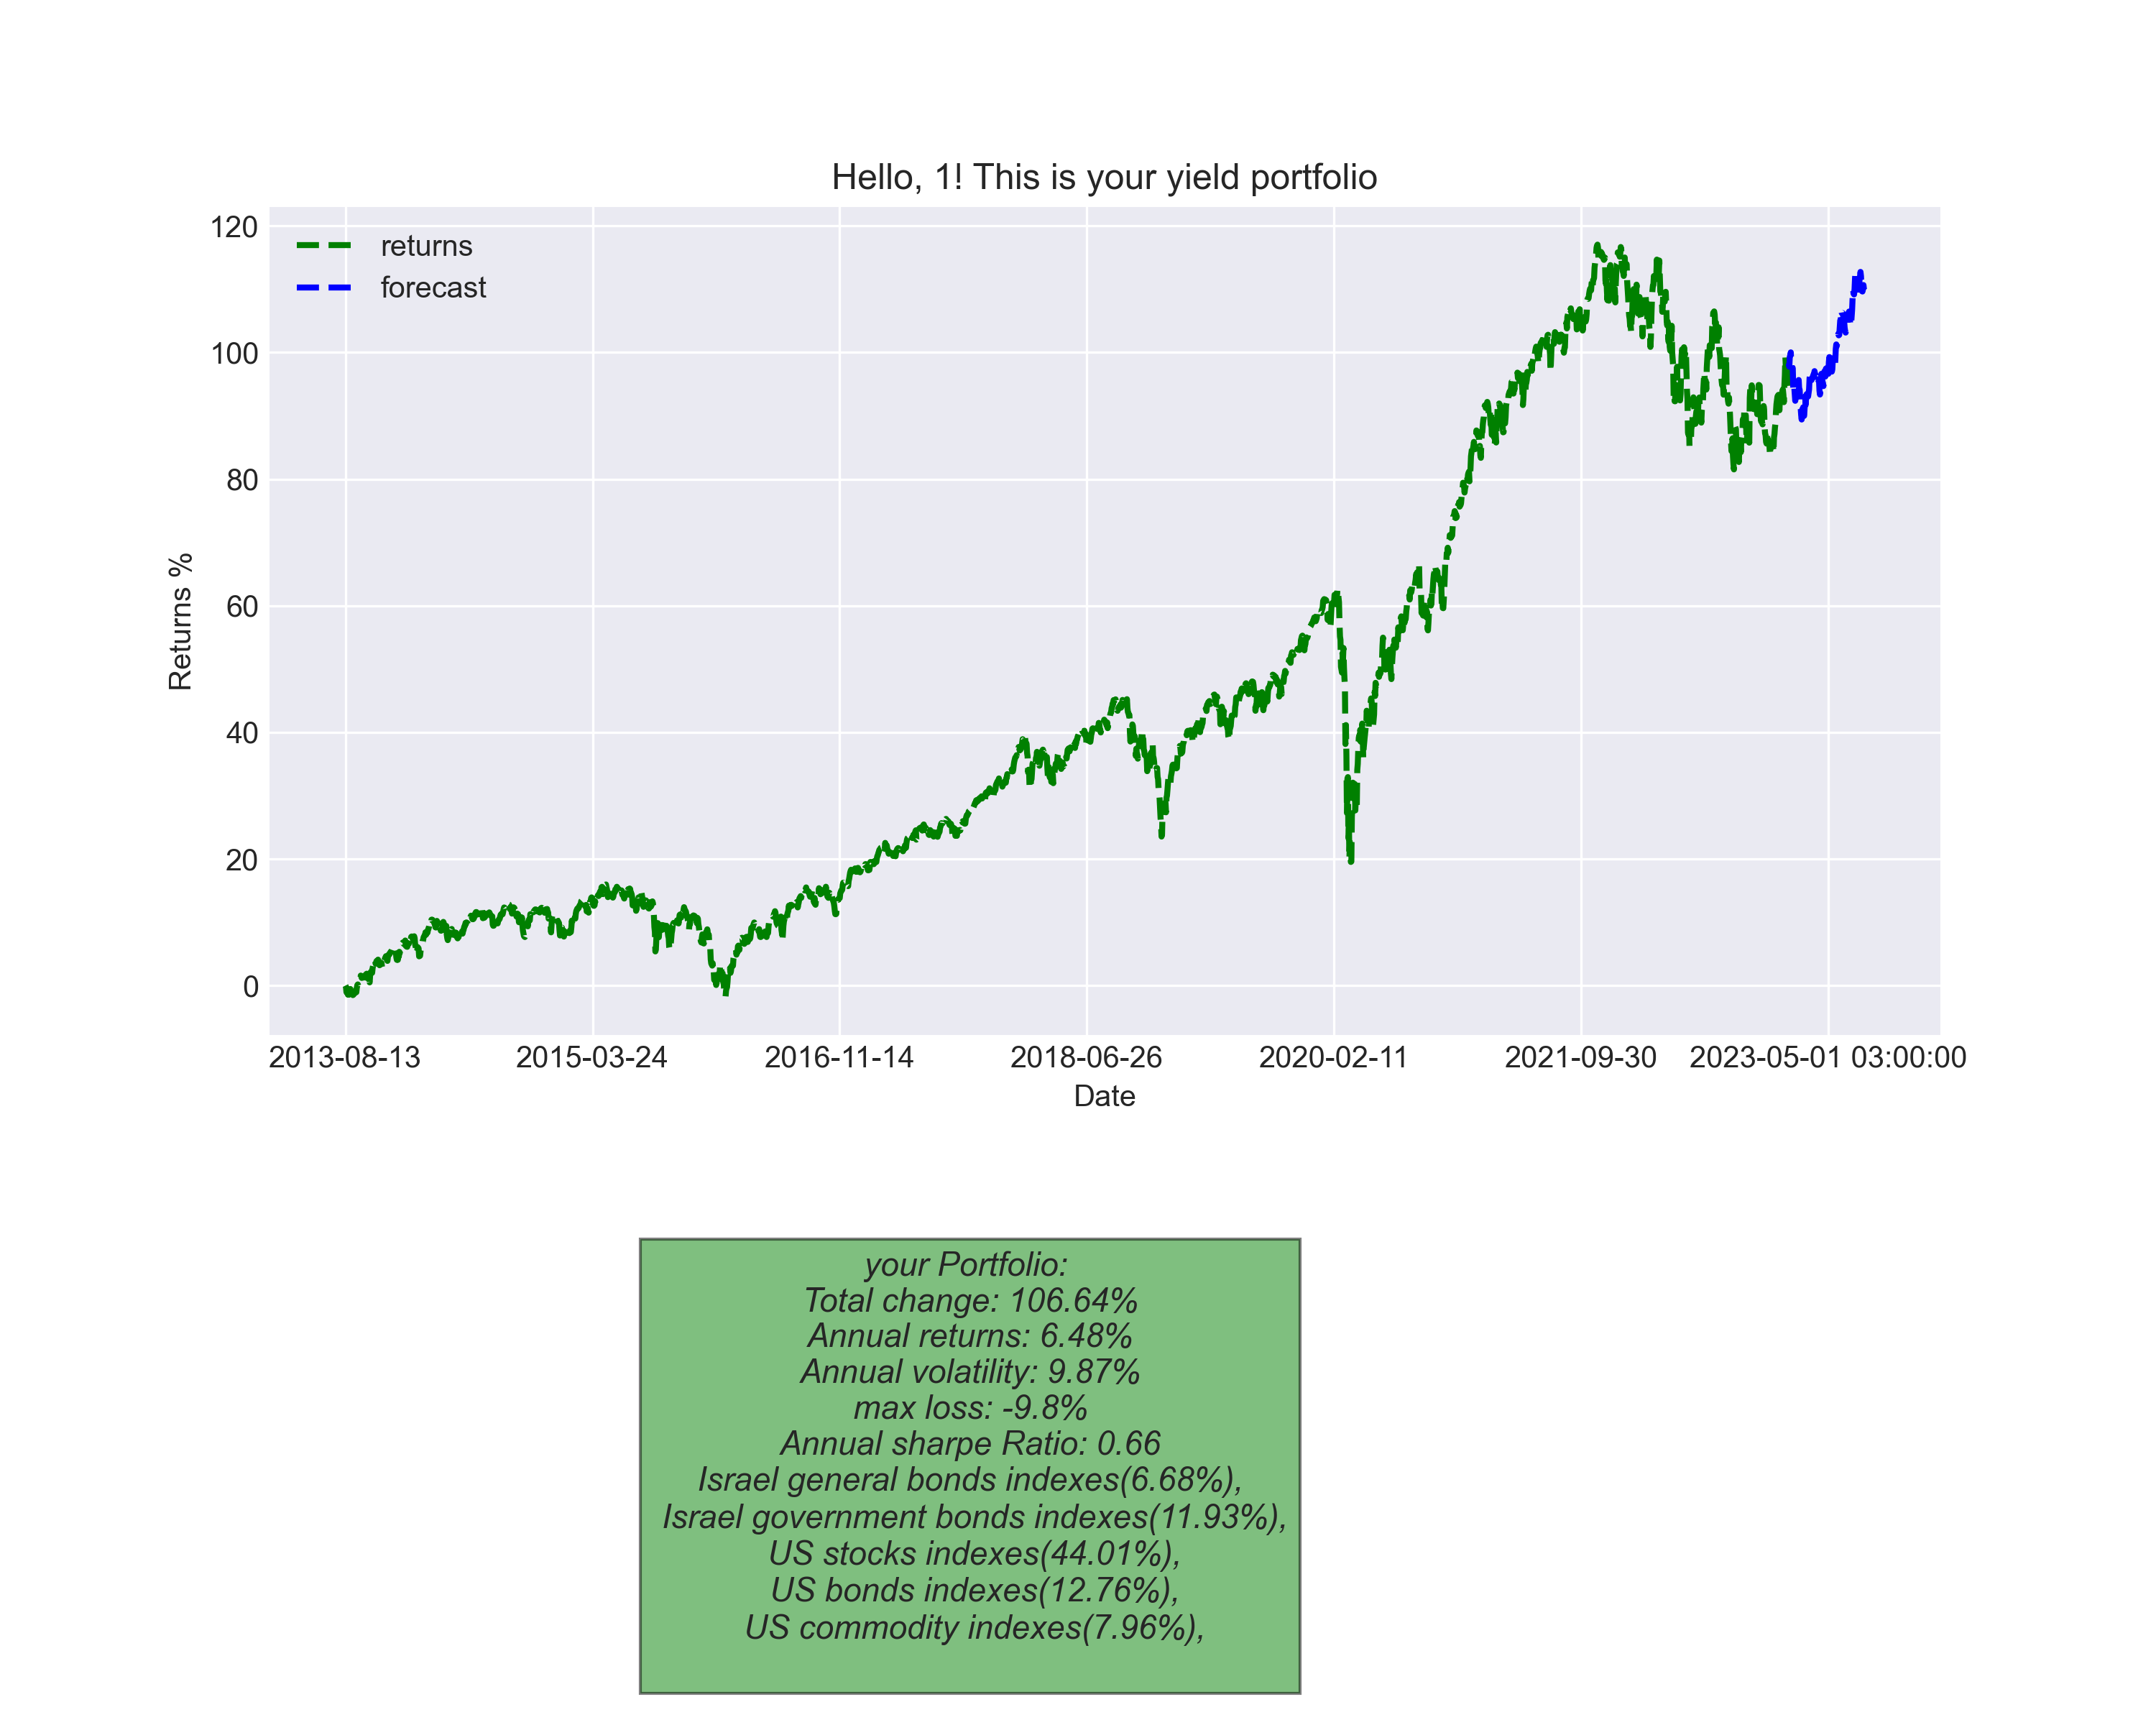 Hello, 1! This is your yield portfolio
returns
forecast
120
100
80
60
40
20
0
Returns %
2013-08-13 2015-03-24 2016-11-14 2018-06-26 2020-02-11 2021-09-30 2023-05-01 03:00:00
Date
your Portfolio:
Total change: 106.64%
Annual returns: 6.48%
Annual volatility: 9.87%
max loss: -9.8%
Annual sharpe Ratio: 0.66
Israel general bonds indexes(6.68%),
Israel government bonds indexes(11.93%),
US stocks indexes(44.01%),
US bonds indexes(12.76%),
US commodity indexes(7.96%),